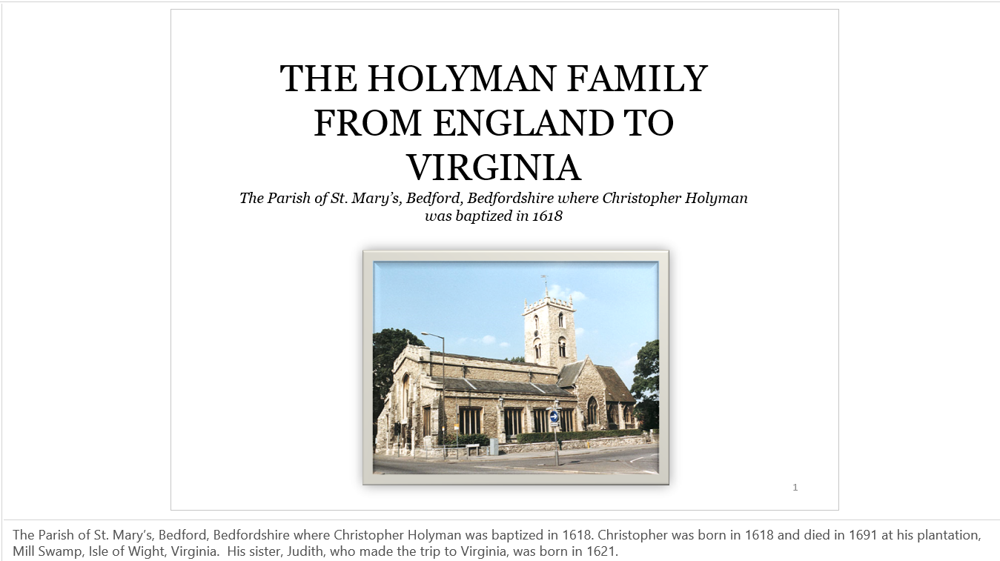 THE HOLYMAN FAMILY
FROM ENGLAND TO
VIRGINIA
The Parish of St. Mary’s, Bedford, Bedfordshire where Christopher Holyman
was baptized in 1618
1
The Parish of St. Mary’s, Bedford, Bedfordshire where Christopher Holyman was baptized in 1618. Christopher was born in 1618 and died in 1691 at his plantation,
Mill Swamp, Isle of Wight, Virginia.  His sister, Judith, who made the trip to Virginia, was born in 1621.